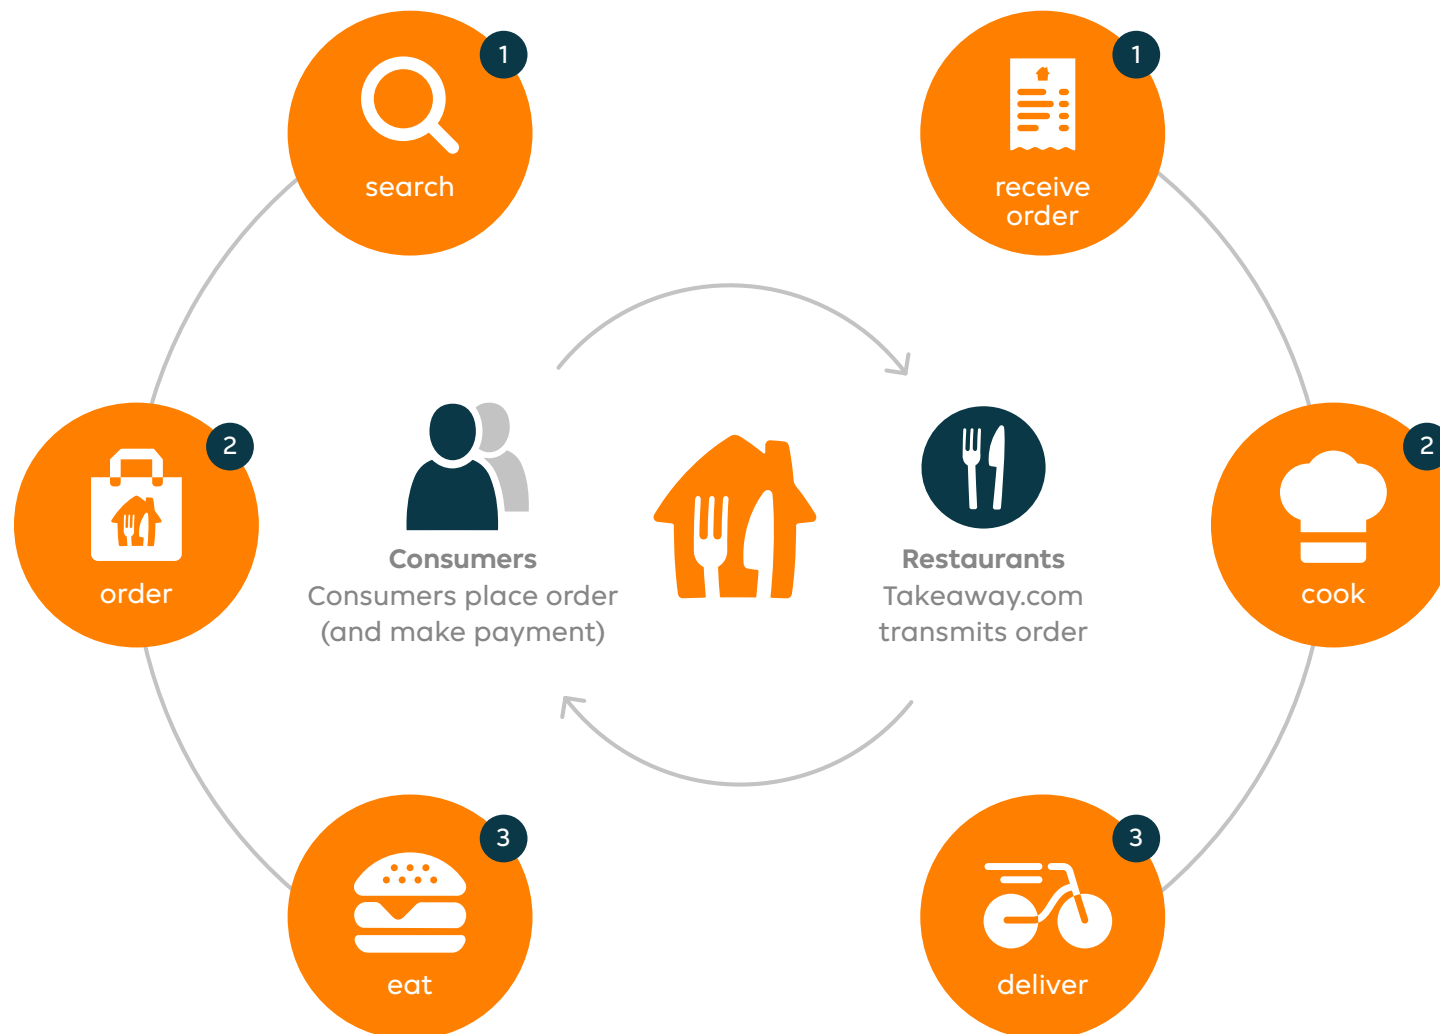 1
search
2
order
3
eat
Consumers
Consumers place order
(and make payment)
Restaurants
Takeaway.com
transmits order
1
receive
order
2
cook
3
deliver